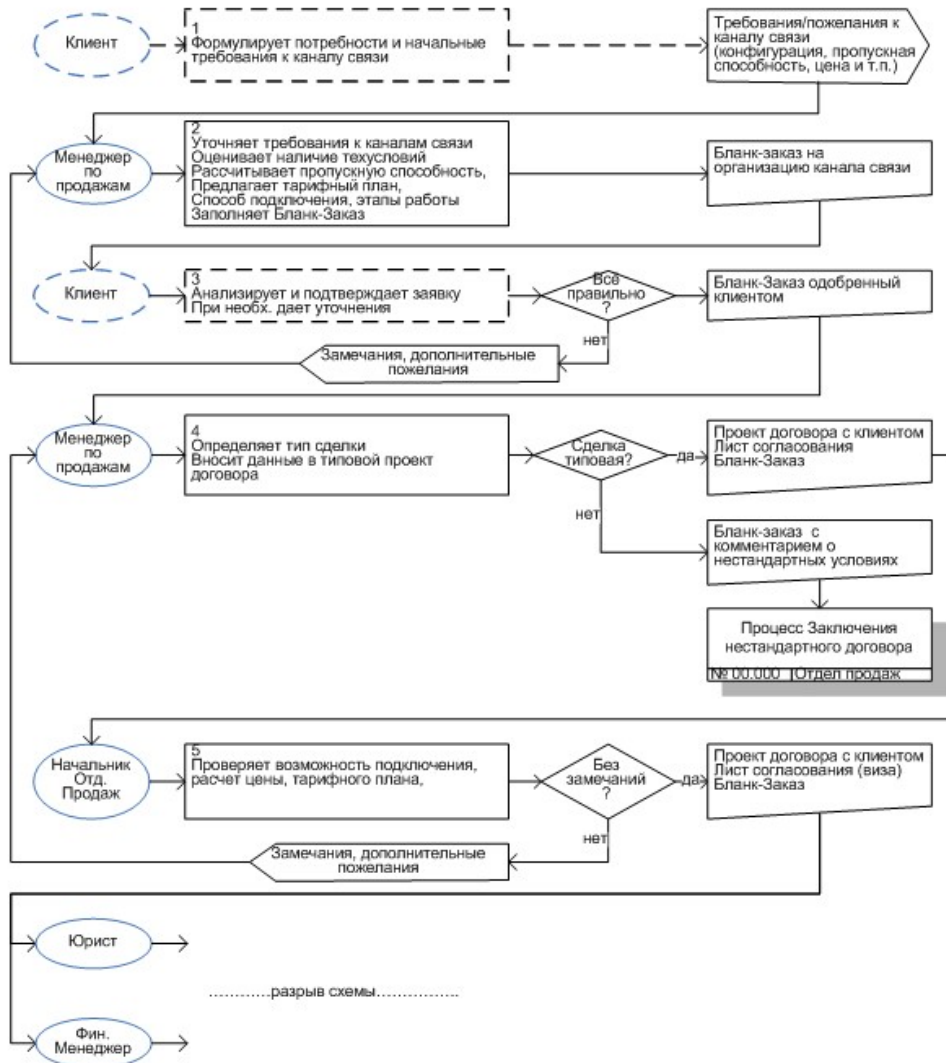 Клиент
1
Формулирует потребности и начальные
требования к каналу связи
Требования/пожелания к
каналу связи
(конфигурация, пропускная
способность, цена и т.п.)
Менеджер
по
продажам
2
Уточняет требования к каналам связи
Оценивает наличие техусловий
Рассчитывает пропускную способность,
Предлагает тарифный план,
Способ подключения, этапы работы
Заполняет Бланк-Заказ
Бланк-заказ на
организацию канала связи
Клиент
3
Анализирует и подтверждает заявку
При необх. дает уточнения
Все
правильно
?
Бланк-Заказ одобренный
клиентом
нет
Замечания, дополнительные
пожелания
Менеджер
по
продажам
4
Определяет тип сделки
Вносит данные в типовой проект
договора
Сделка
типовая?
да
Проект договора с клиентом
Лист согласования
Бланк-Заказ
нет
Бланк-заказ с
комментарием о
нестандартных условиях
Процесс Заключения
нестандартного договора
№ 00.000 Отдел продаж
Начальник
Отд.
Продаж
5
Проверяет возможность подключения,
расчет цены, тарифного плана,
Без
замечаний
?
да
Проект договора с клиентом
Лист согласования (виза)
Бланк-Заказ
нет
Замечания, дополнительные
пожелания
Юрист
............разрыв схемы................
Фин.
Менеджер